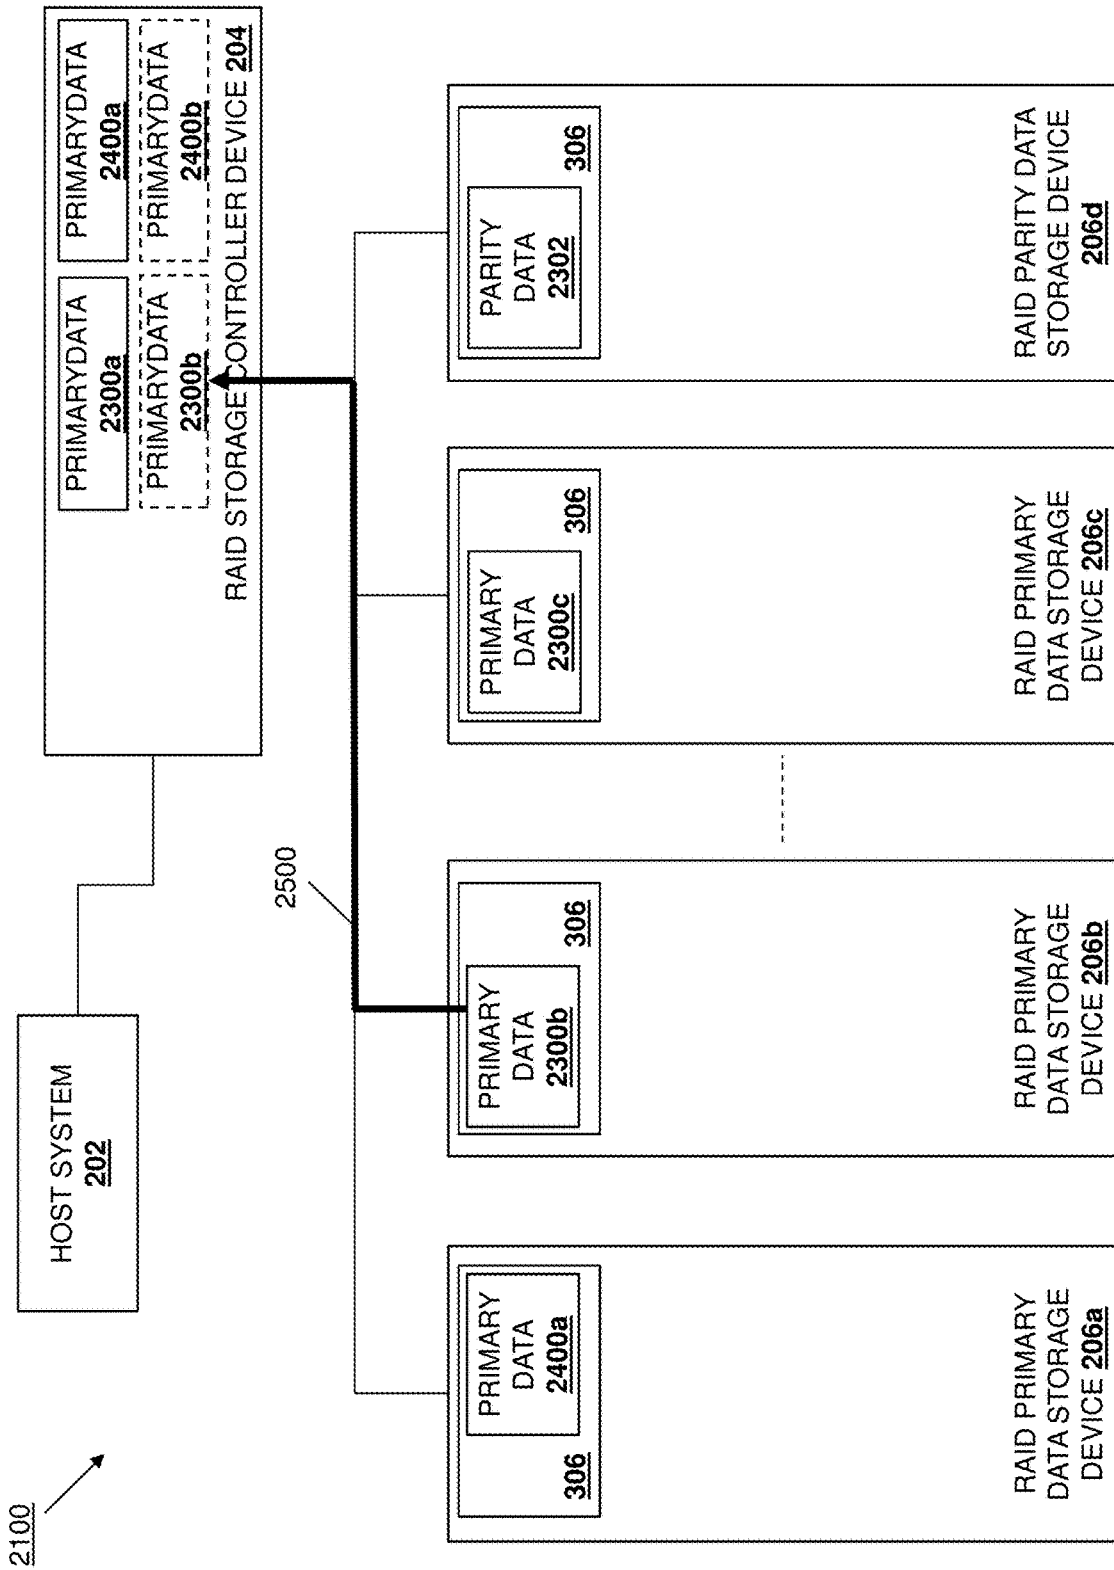 2100
HOST SYSTEM
202
PRIMARYDATA
2300a
PRIMARYDATA
2400a
PRIMARYDATA
2300b
PRIMARYDATA
2400b
RAID STORAGE CONTROLLER DEVICE 204
2500
PRIMARY
DATA
2400a
306
RAID PRIMARY
DATA STORAGE
DEVICE 206a
PRIMARY
DATA
2300b
306
RAID PRIMARY
DATA STORAGE
DEVICE 206b
PRIMARY
DATA
2300c
306
RAID PRIMARY
DATA STORAGE
DEVICE 206c
PARITY
DATA
2302
306
RAID PARITY DATA
STORAGE DEVICE
206d